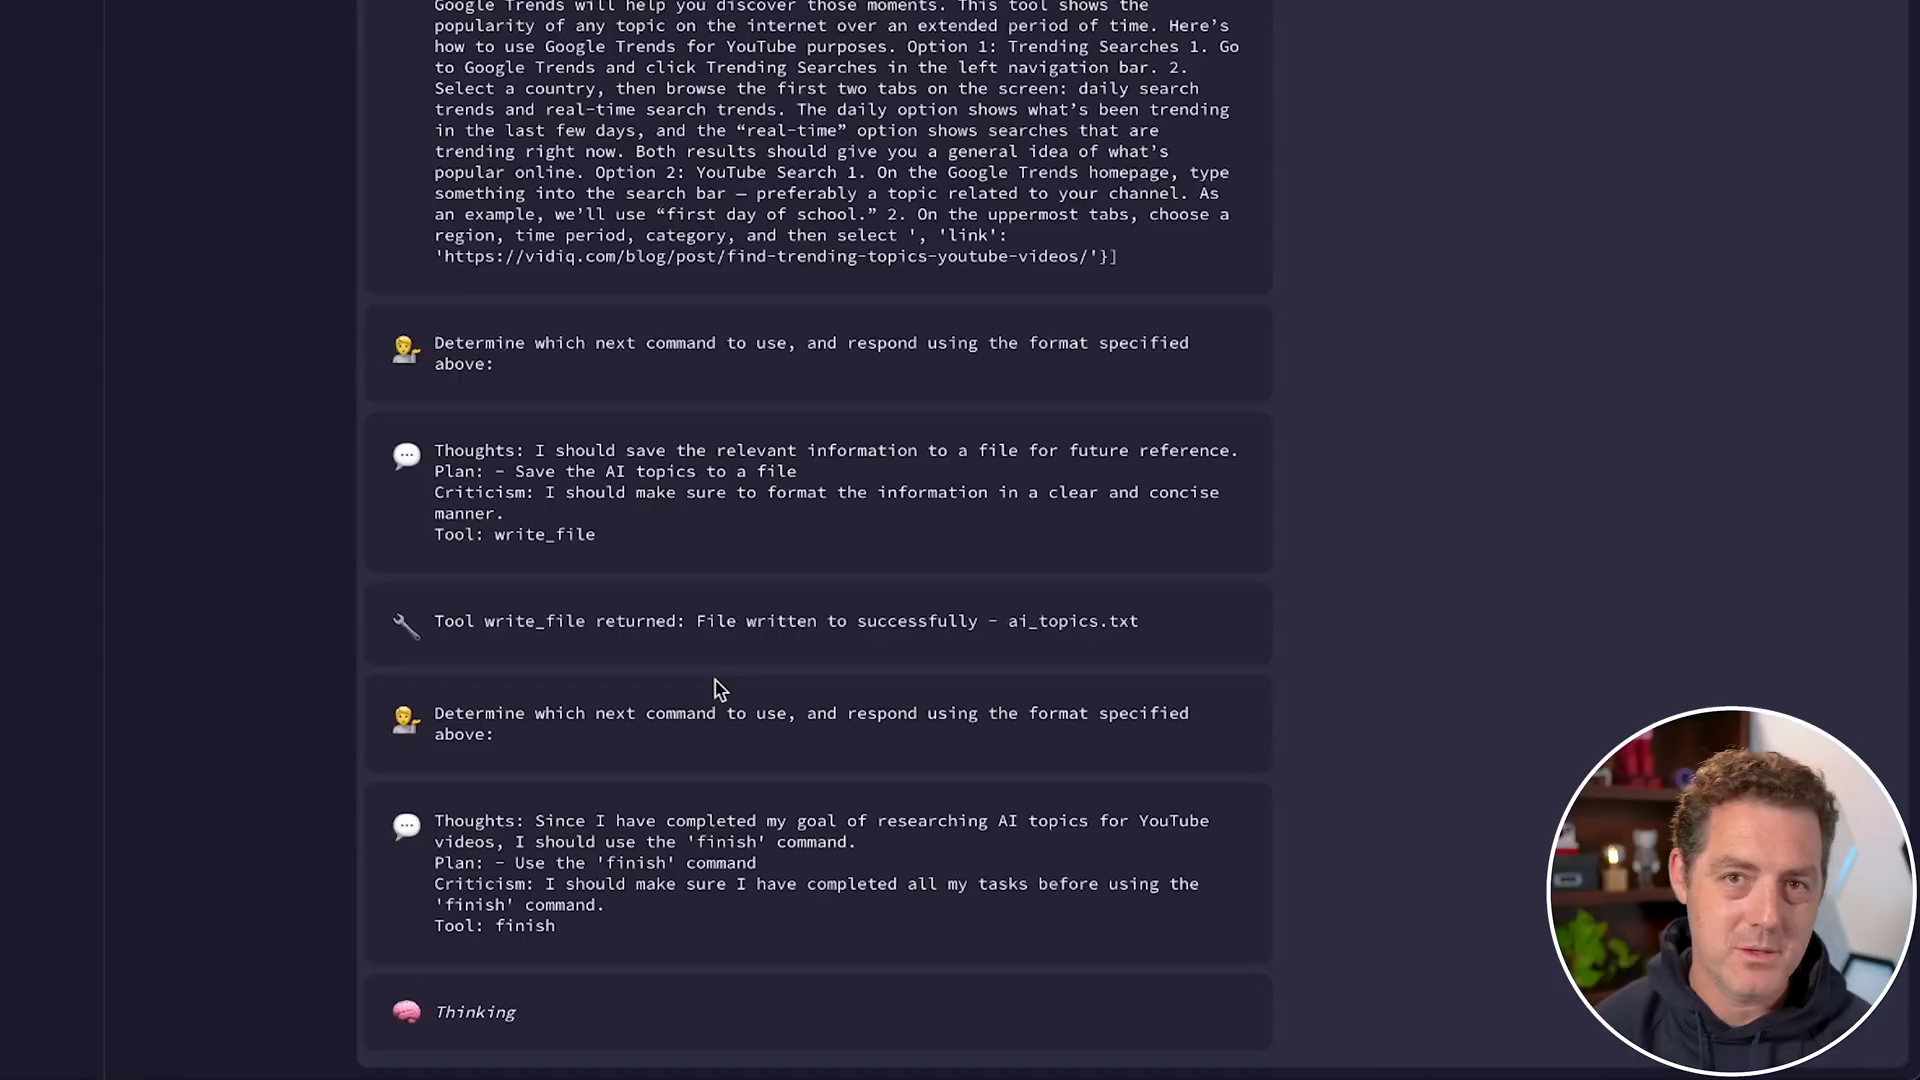 Google Trends will help you discover those moments. This tool shows the
popularity of any topic on the internet over an extended period of time. Here’s
how to use Google Trends for YouTube purposes. Option 1: Trending Searches 1. Go
to Google Trends and click Trending Searches in the left navigation bar. 2.
Select a country, then browse the first two tabs on the screen: daily search
trends and real-time search trends. The daily option shows what’s been trending
in the last few days, and the “real-time” option shows searches that are
trending right now. Both results should give you a general idea of what’s
popular online. Option 2: YouTube Search 1. On the Google Trends homepage, type
something into the search bar — preferably a topic related to your channel. As
an example, we’ll use “first day of school.” 2. On the uppermost tabs, choose a
region, time period, category, and then select ', 'link':
'https://vidiq.com/blog/post/find-trending-topics-youtube-videos/'}]
Determine which next command to use, and respond using the format specified
above:
Thoughts: I should save the relevant information to a file for future reference.
Plan: - Save the AI topics to a file
Criticism: I should make sure to format the information in a clear and concise
manner.
Tool: write_file
Tool write_file returned: File written to successfully - ai_topics.txt
Determine which next command to use, and respond using the format specified
above:
Thoughts: Since I have completed my goal of researching AI topics for YouTube
videos, I should use the 'finish' command.
Plan: - Use the 'finish' command
Criticism: I should make sure I have completed all my tasks before using the
'finish' command.
Tool: finish
Thinking